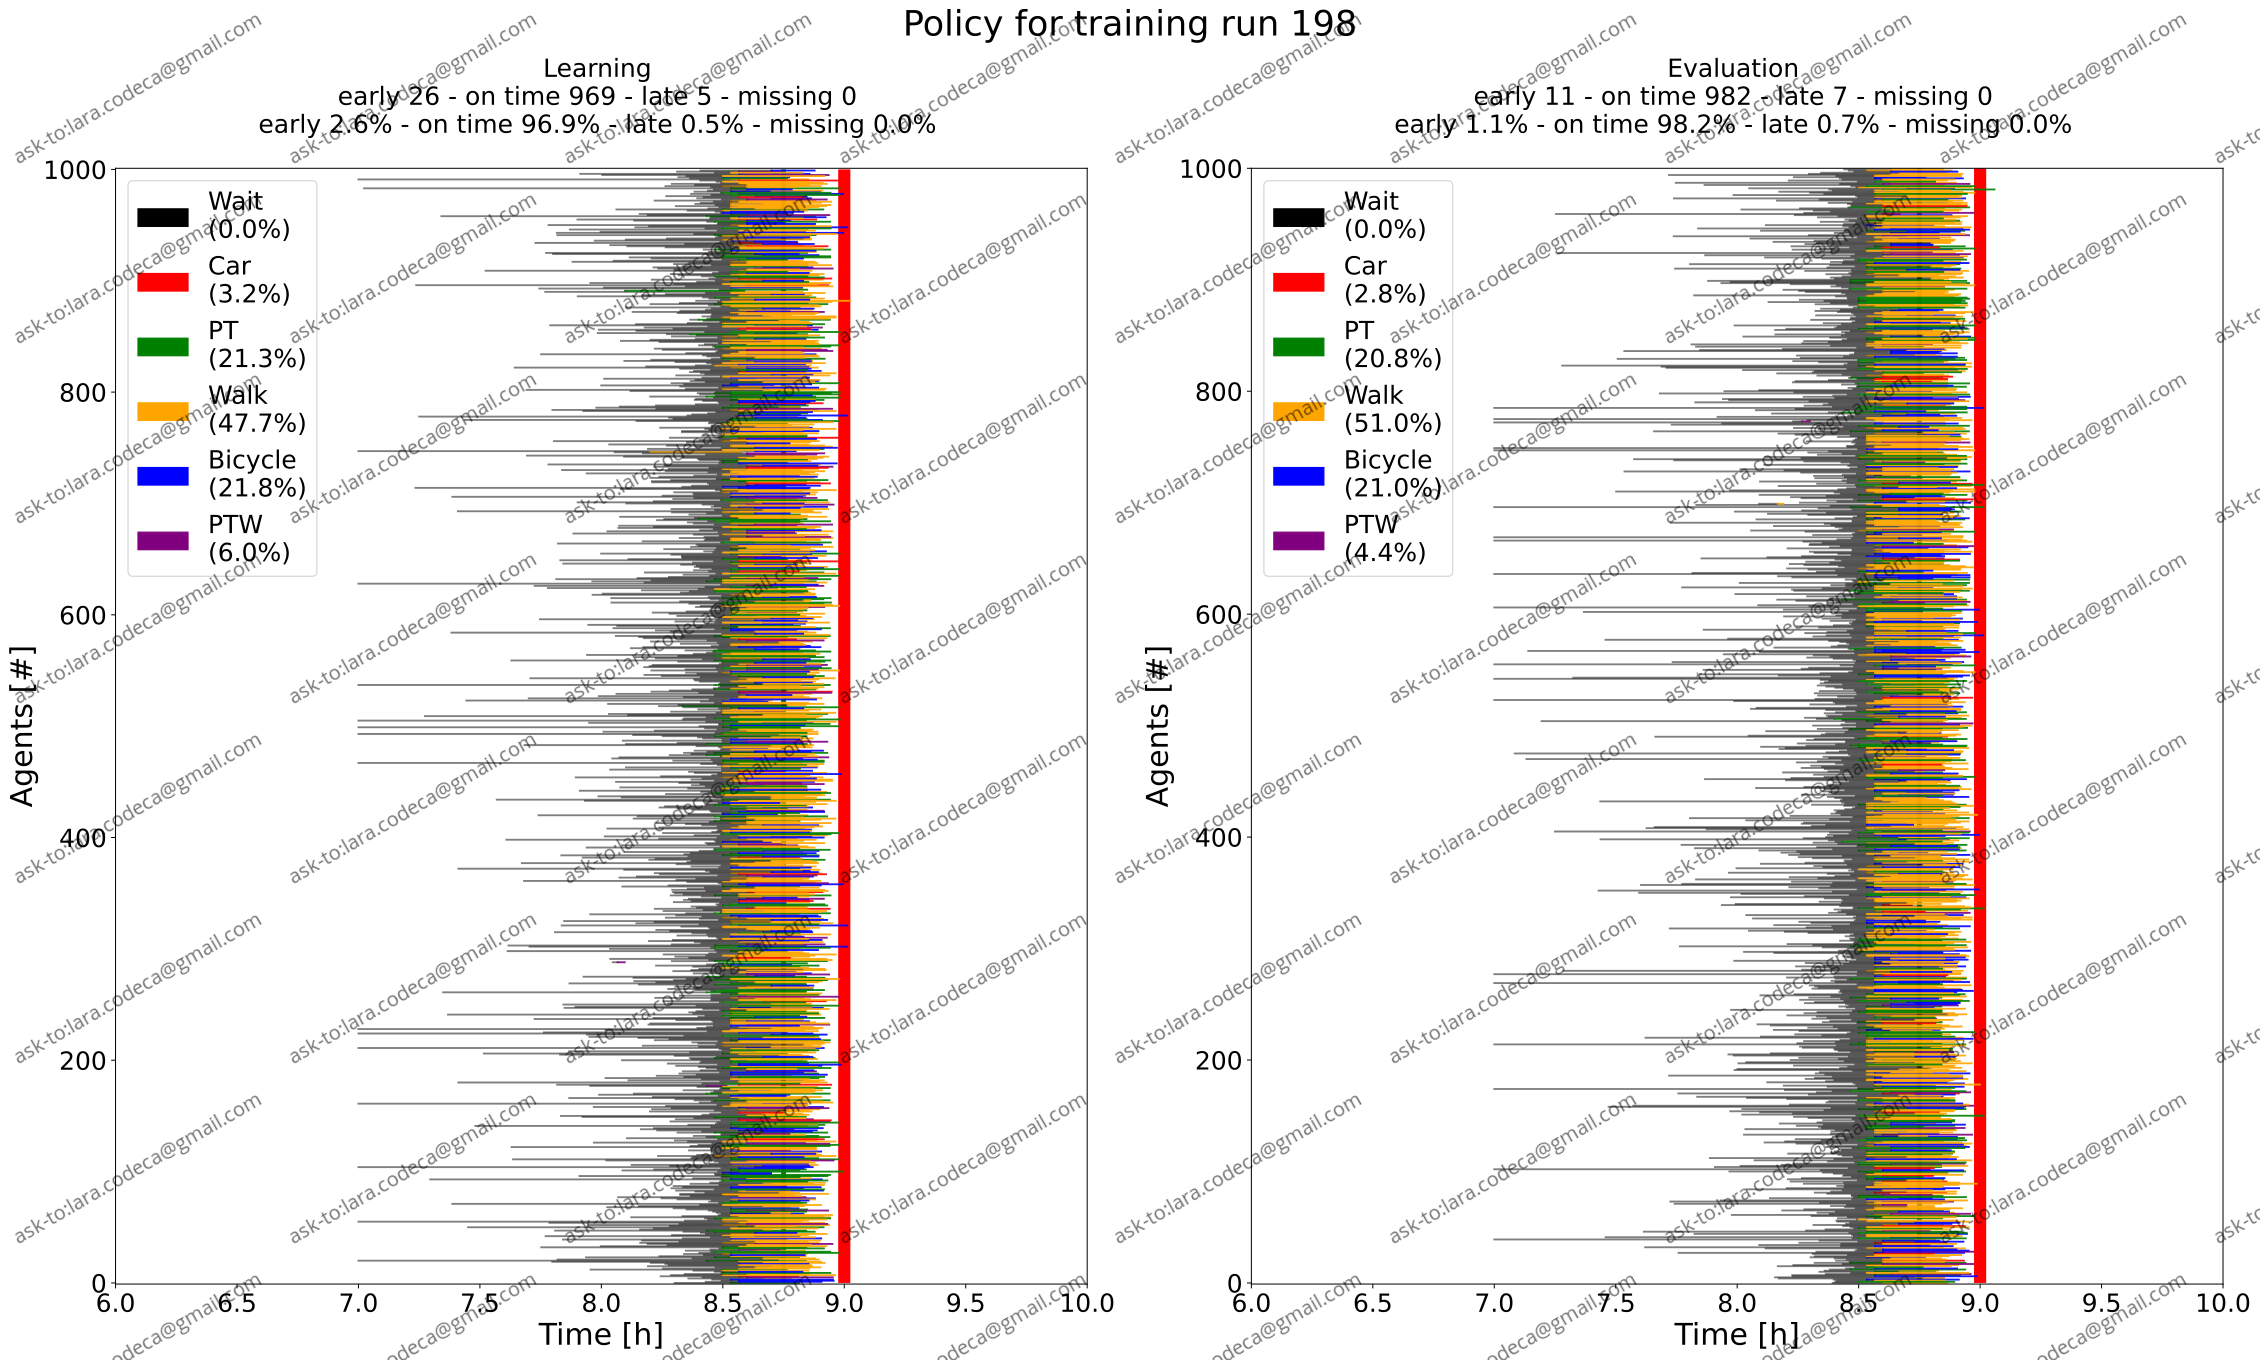 Policy for training run 198
Learning
early 26 - on time 969 - late 5 - missing 0
early 2.6% - on time 96.9% - late 0.5% - missing 0.0%
Agents [#]
1000
800
600
400
200
0
Wait
(0.0%)
Car
(3.2%)
PT
(21.3%)
Walk
(47.7%)
Bicycle
(21.8%)
PTW
(6.0%)
6.0 6.5 7.0 7.5 8.0 8.5 9.0 9.5 10.0
Time [h]
Evaluation
early 11 - on time 982 - late 7 - missing 0
early 1.1% - on time 98.2% - late 0.7% - missing 0.0%
Agents [#]
1000
800
600
400
200
0
Wait
(0.0%)
Car
(2.8%)
PT
(20.8%)
Walk
(51.0%)
Bicycle
(21.0%)
PTW
(4.4%)
6.0 6.5 7.0 7.5 8.0 8.5 9.0 9.5 10.0
Time [h]
ask-to:lara.codeca@gmail.com